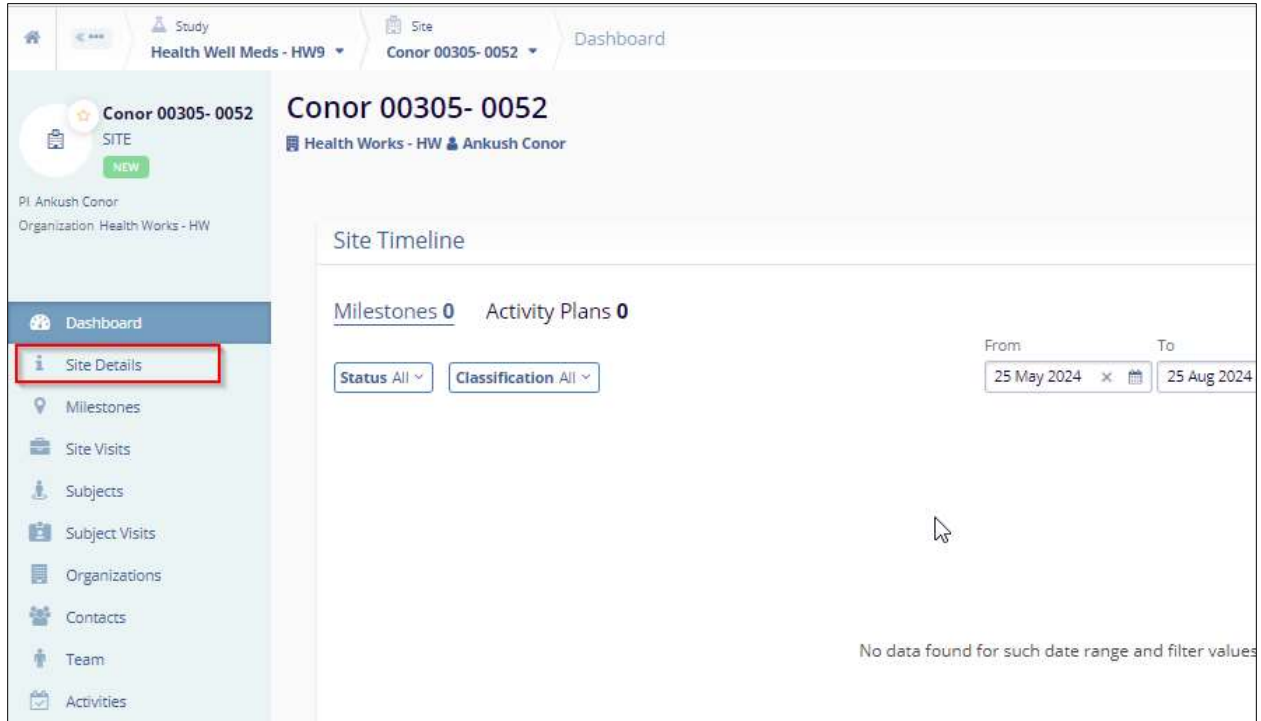 Study
Health Well Meds - HW9
Site
Conor 00305- 0052
Dashboard
Conor 00305- 0052
SITE
NEW
PI Ankush Conor
Organization Health Works - HW
Dashboard
Site Details
Milestones
Site Visits
Subjects
Subject Visits
Organizations
Contacts
Team
Activities
Conor 00305- 0052
Health Works - HW Ankush Conor
Site Timeline
Milestones 0 Activity Plans 0
From To
Status All Classification All 25 May 2024 25 Aug 2024
No data found for such date range and filter values